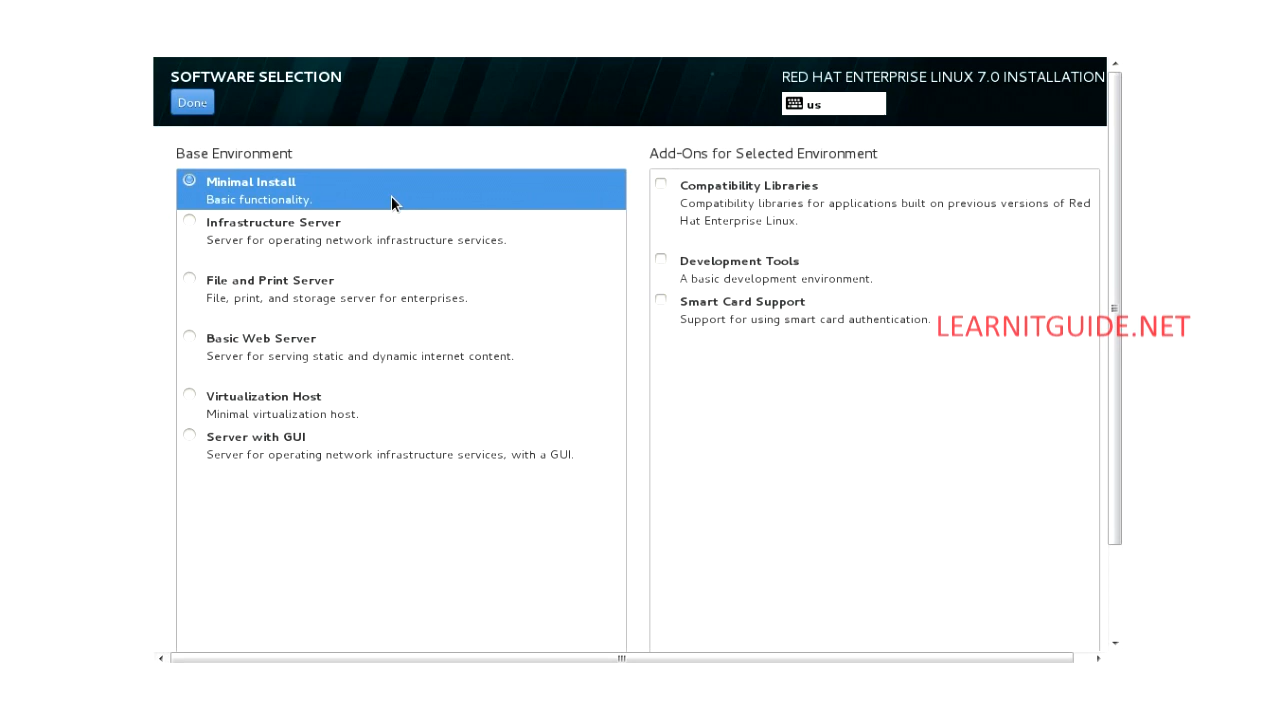 SOFTWARE SELECTION
Done
RED HAT ENTERPRISE LINUX 7.0 INSTALLATION
us
Base Environment
Minimal Install
Basic functionality.
Infrastructure Server
Server for operating network infrastructure services.
File and Print Server
File, print, and storage server for enterprises.
Basic Web Server
Server for serving static and dynamic internet content.
Virtualization Host
Minimal virtualization host.
Server with GUI
Server for operating network infrastructure services, with a GUI.
Add-Ons for Selected Environment
Compatibility Libraries
Compatibility libraries for applications built on previous versions of Red
Hat Enterprise Linux.
Development Tools
A basic development environment.
Smart Card Support
Support for using smart card authentication.
LEARNITGUIDE.NET